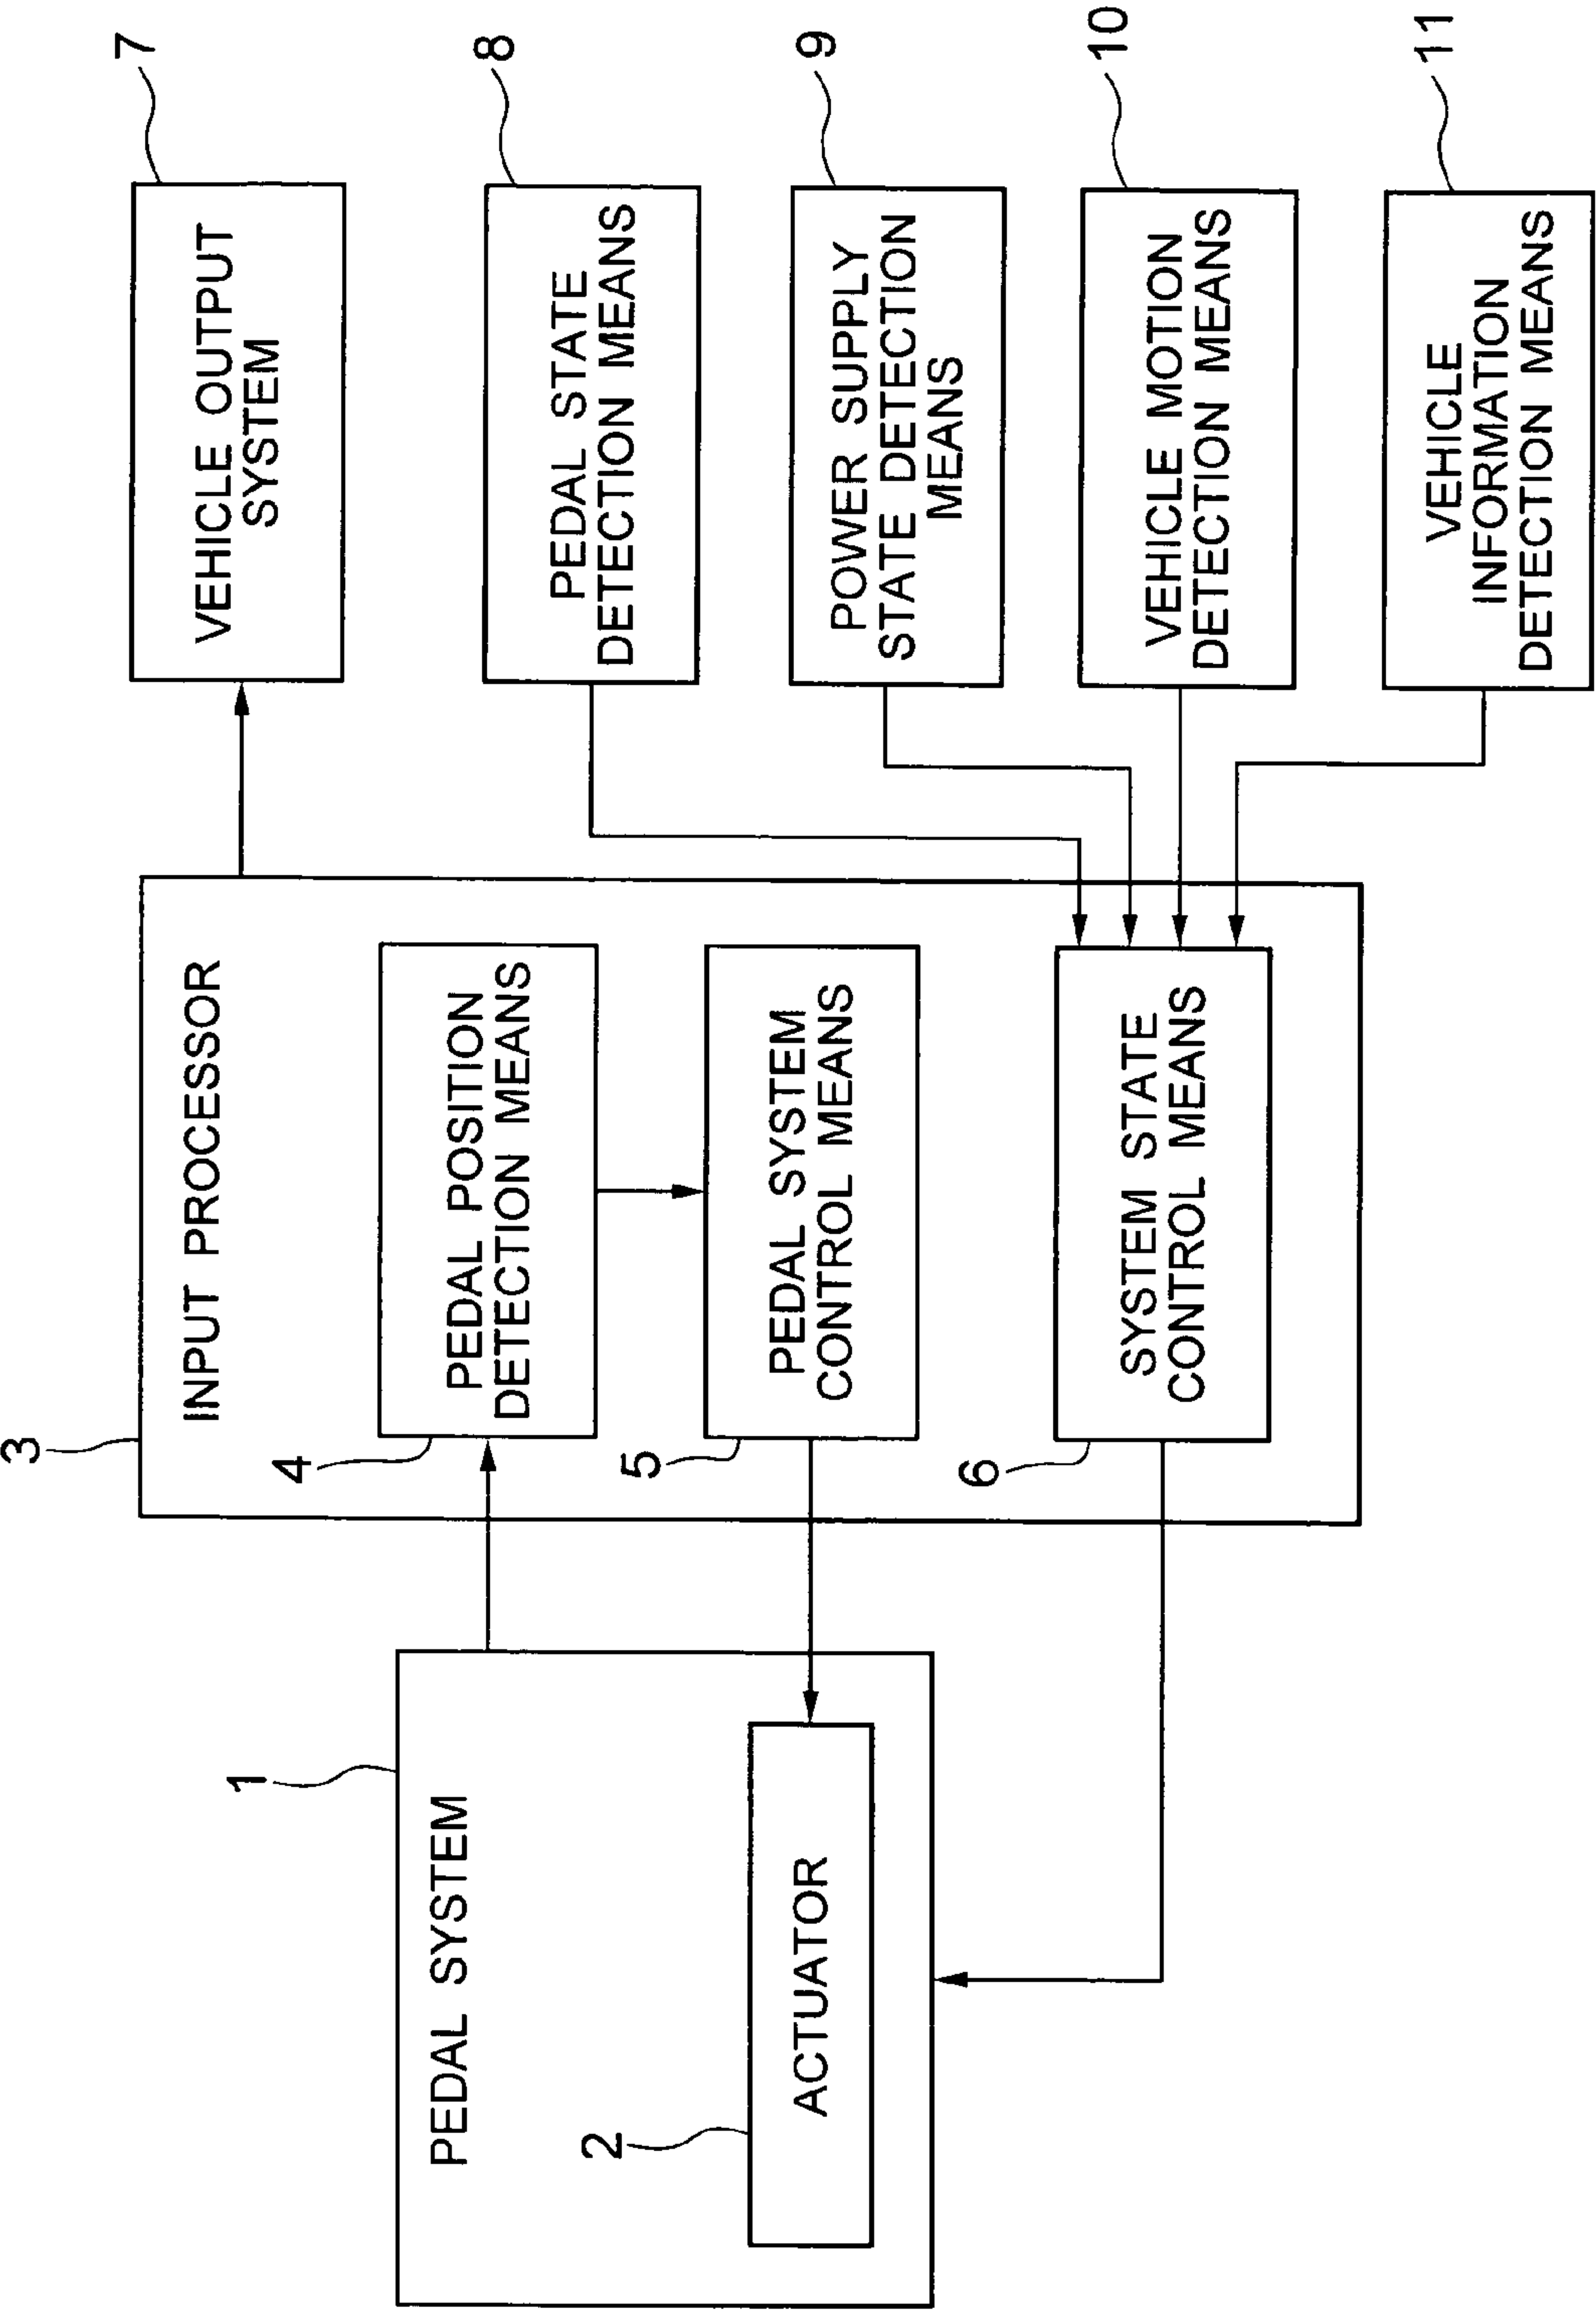 1
PEDAL SYSTEM
2
ACTUATOR
3
INPUT PROCESSOR
4
PEDAL POSITION
DETECTION MEANS
5
PEDAL SYSTEM
CONTROL MEANS
6
SYSTEM STATE
CONTROL MEANS
7
VEHICLE OUTPUT
SYSTEM
8
PEDAL STATE
DETECTION MEANS
9
POWER SUPPLY
STATE DETECTION
MEANS
10
VEHICLE MOTION
DETECTION MEANS
11
VEHICLE
INFORMATION
DETECTION MEANS